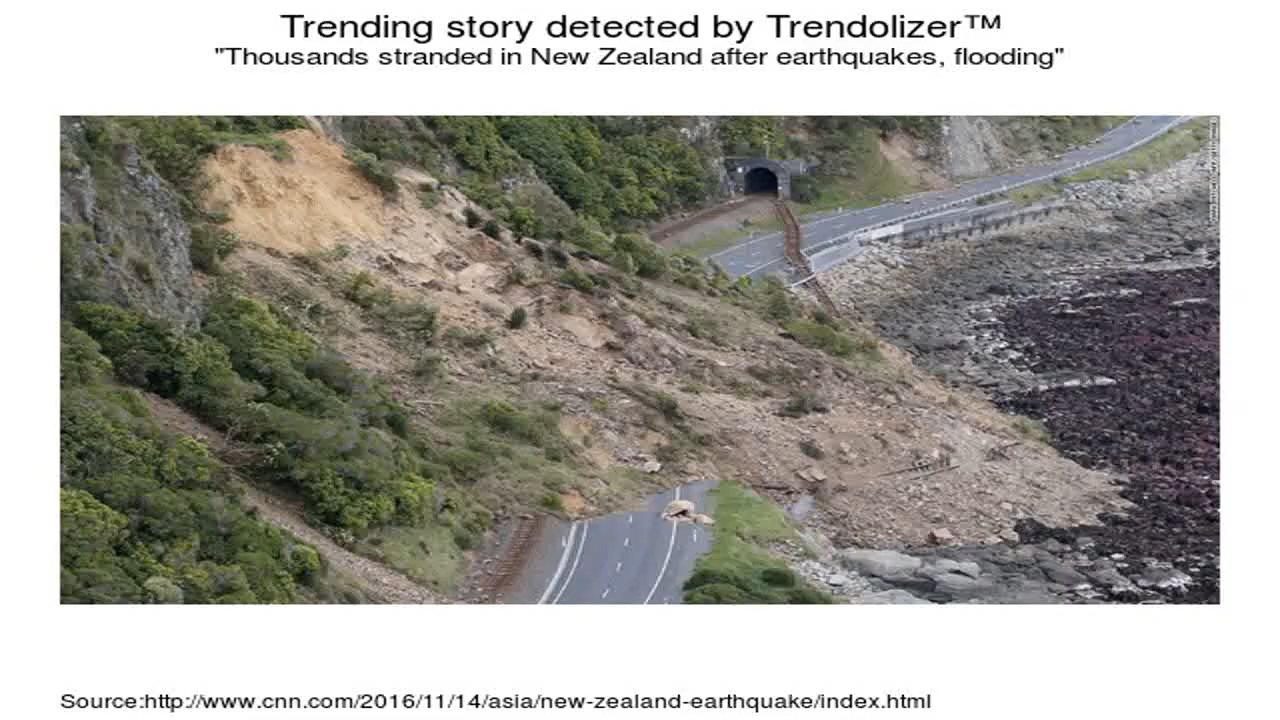 Trending story detected by Trendolizer™
"Thousands stranded in New Zealand after earthquakes, flooding"
Source:http://www.cnn.com/2016/11/14/asia/new-zealand-earthquake/index.html